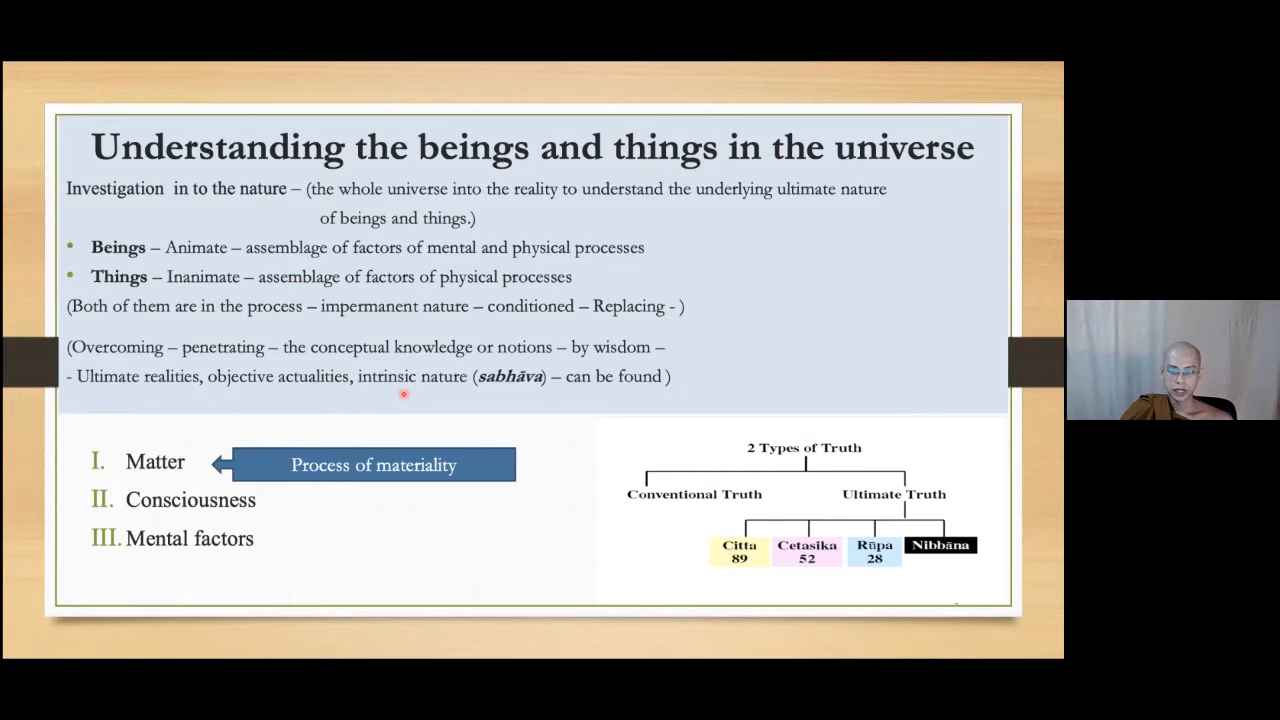 Understanding the beings and things in the universe
Investigation in to the nature – (the whole universe into the reality to understand the underlying ultimate nature
of beings and things.)
• Beings – Animate – assemblage of factors of mental and physical processes
• Things – Inanimate – assemblage of factors of physical processes
(Both of them are in the process – impermanent nature – conditioned – Replacing - )
(Overcoming – penetrating – the conceptual knowledge or notions – by wisdom –
- Ultimate realities, objective actualities, intrinsic nature (sabhāva) – can be found )
I. Matter
Process of materiality
II. Consciousness
III. Mental factors
2 Types of Truth
Conventional Truth Ultimate Truth
Citta Cetasika Rūpa Nibbāna
89 52 28